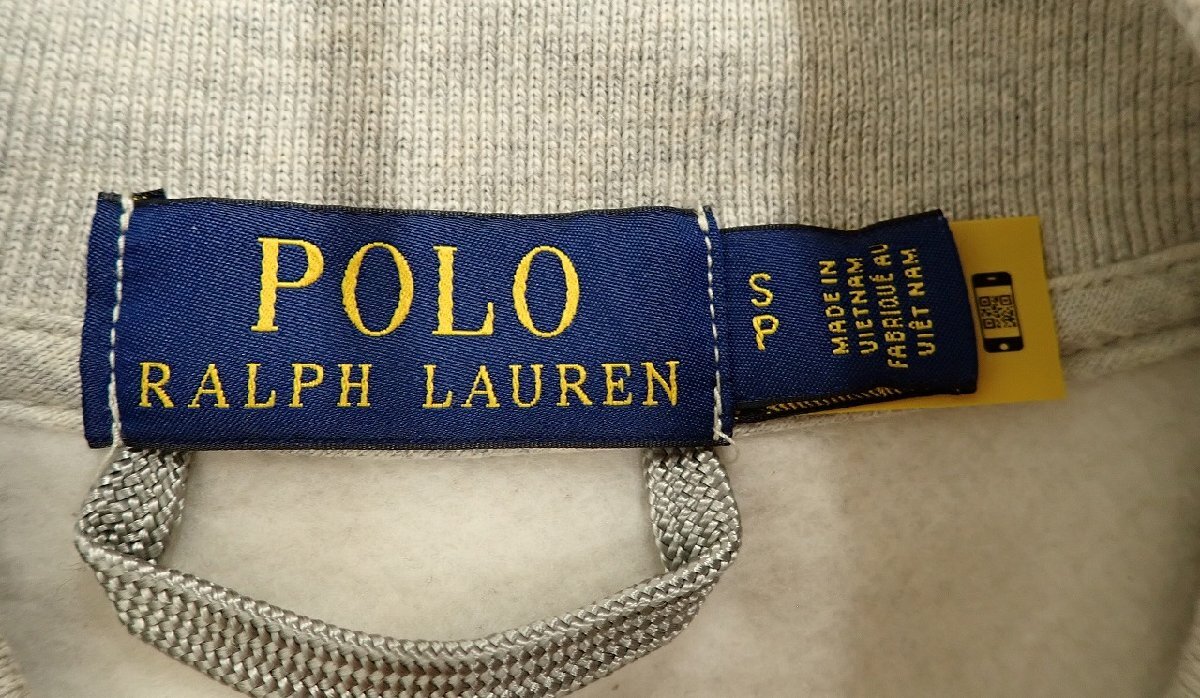 POLO
RALPH LAUREN
S
P
MADE IN
VIETNAM
FABRIQUÉ AU
VIÊT NAM